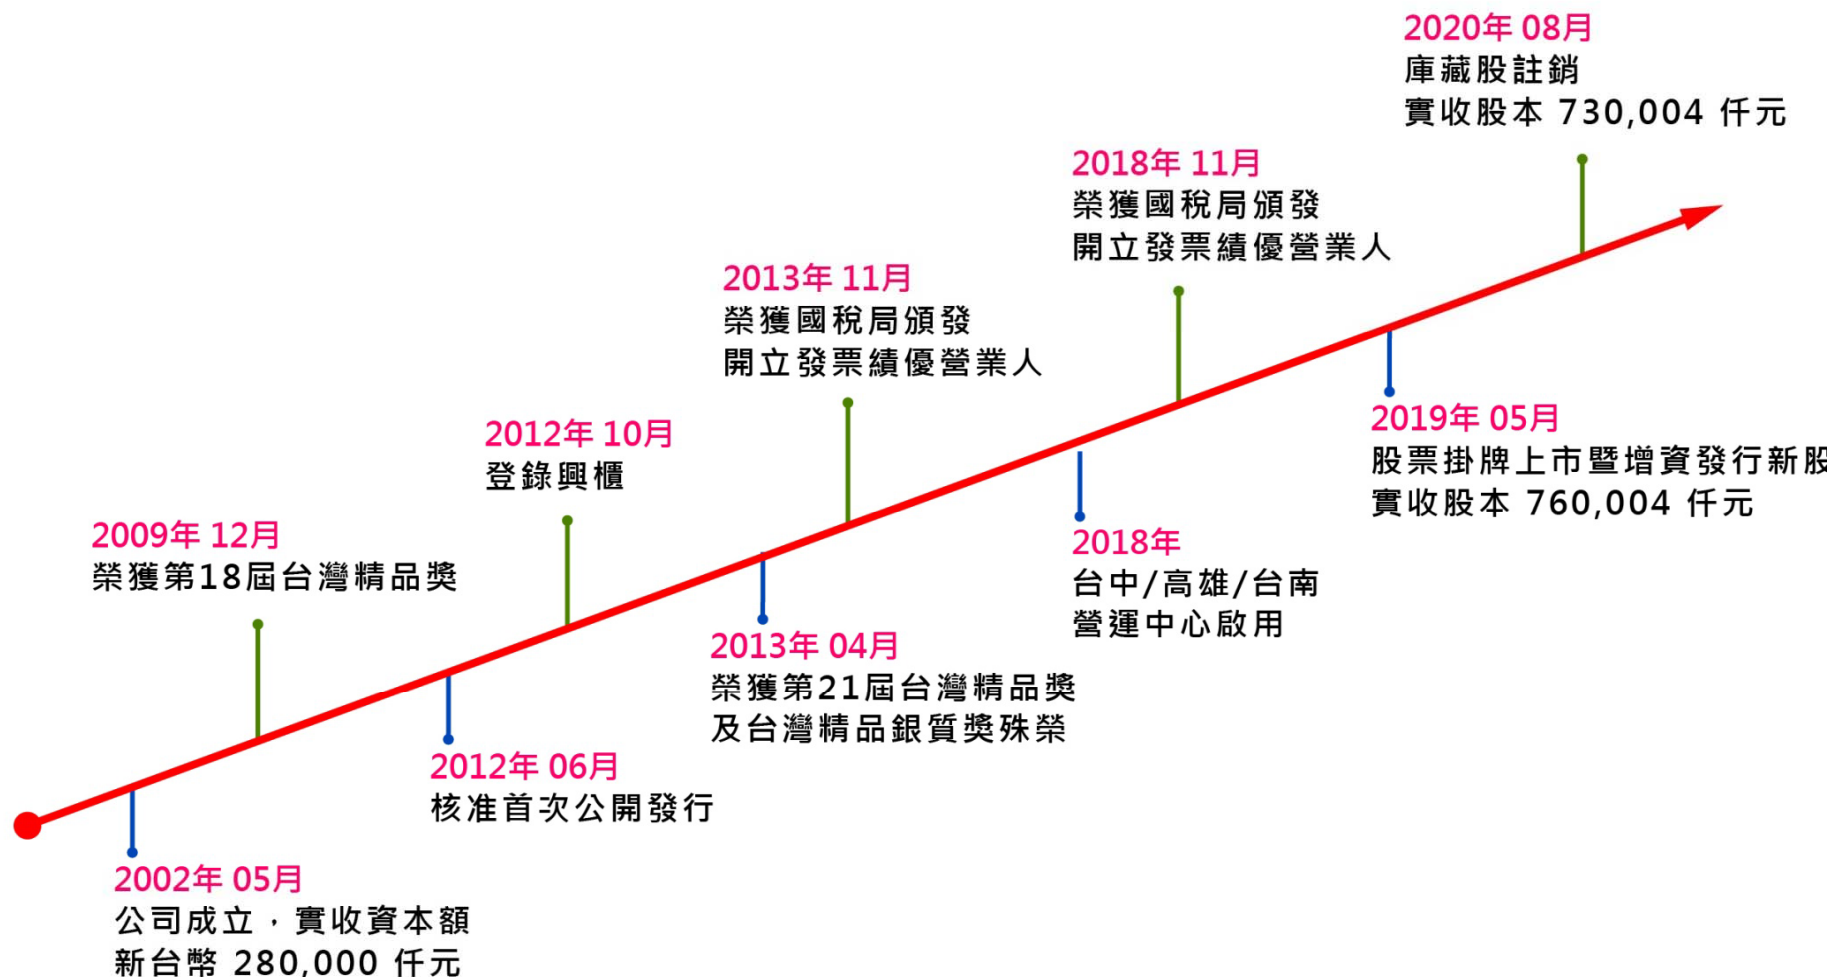 2020年 08月
庫藏股註銷
實收股本 730,004 仟元
2018年 11月
榮獲國稅局頒發
開立發票績優營業人
2013年 11月
榮獲國稅局頒發
開立發票績優營業人
2012年 10月
登錄興櫃
2009年 12月
榮獲第18屆台灣精品獎
2019年 05月
股票掛牌上市暨增資發行新股
實收股本 760,004 仟元
2018年
台中/高雄/台南
營運中心啟用
2013年 04月
榮獲第21屆台灣精品獎
及台灣精品銀質獎殊榮
2012年 06月
核准首次公開發行
2002年 05月
公司成立，實收資本額
新台幣 280,000 仟元